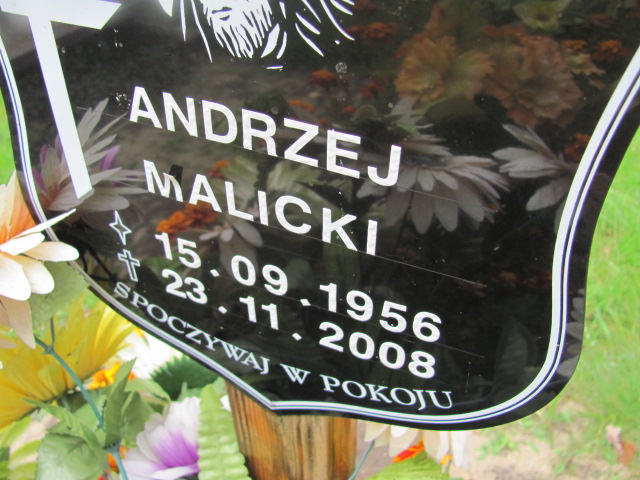 ANDRZEJ
MALICKI
15.09.1956
23.11.2008
SPOCZYWAJ W POKOJU